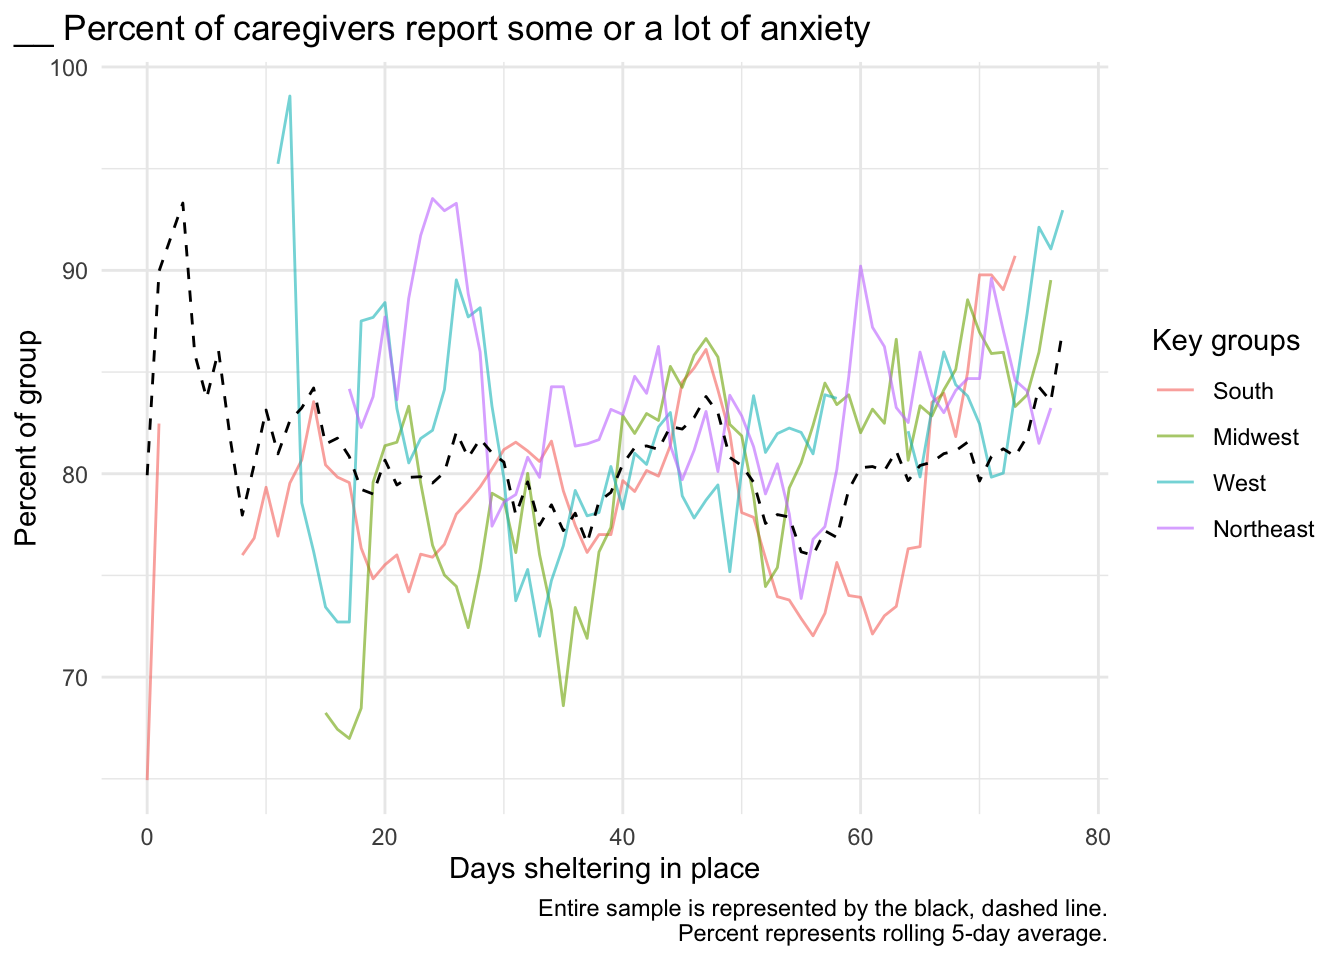 __ Percent of caregivers report some or a lot of anxiety
100
90
80
70
Percent of group
0
20
40
60
80
Days sheltering in place
Key groups
South
Midwest
West
Northeast
Entire sample is represented by the black, dashed line.
Percent represents rolling 5-day average.